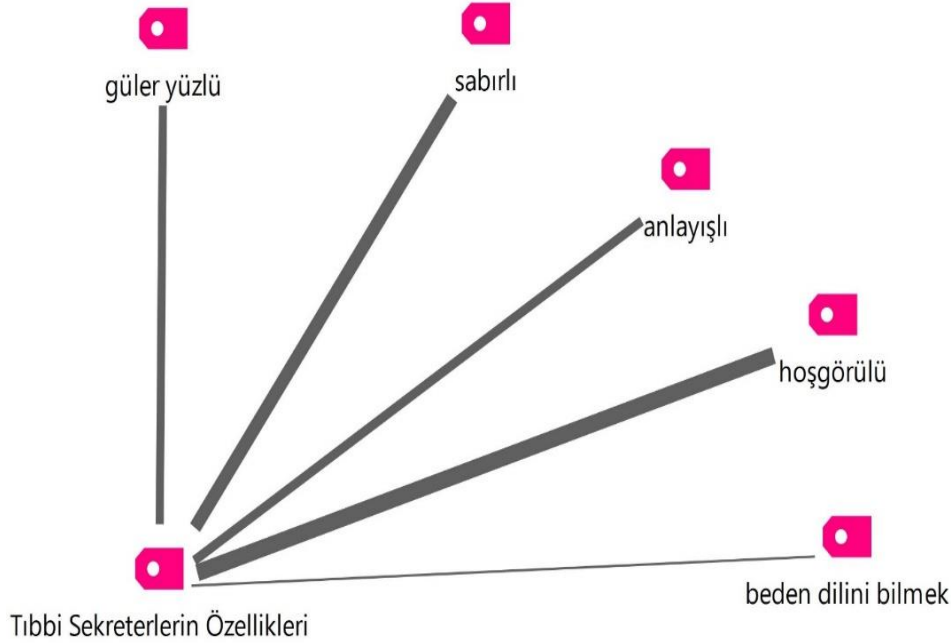 güler yüzlü
sabırlı
anlayışlı
hoşgörülü
beden dilini bilmek
Tıbbi Sekreterlerin Özellikleri